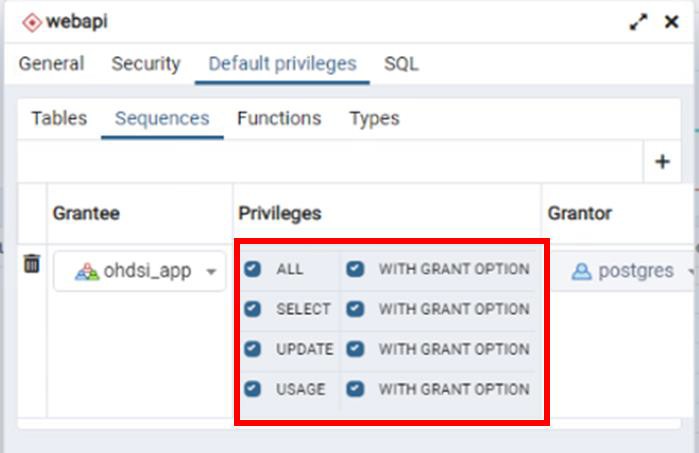 webapi
General Security Default privileges SQL
Tables Sequences Functions Types
+
Grantee Privileges Grantor
ohdsi_app ALL WITH GRANT OPTION postgres
SELECT WITH GRANT OPTION
UPDATE WITH GRANT OPTION
USAGE WITH GRANT OPTION